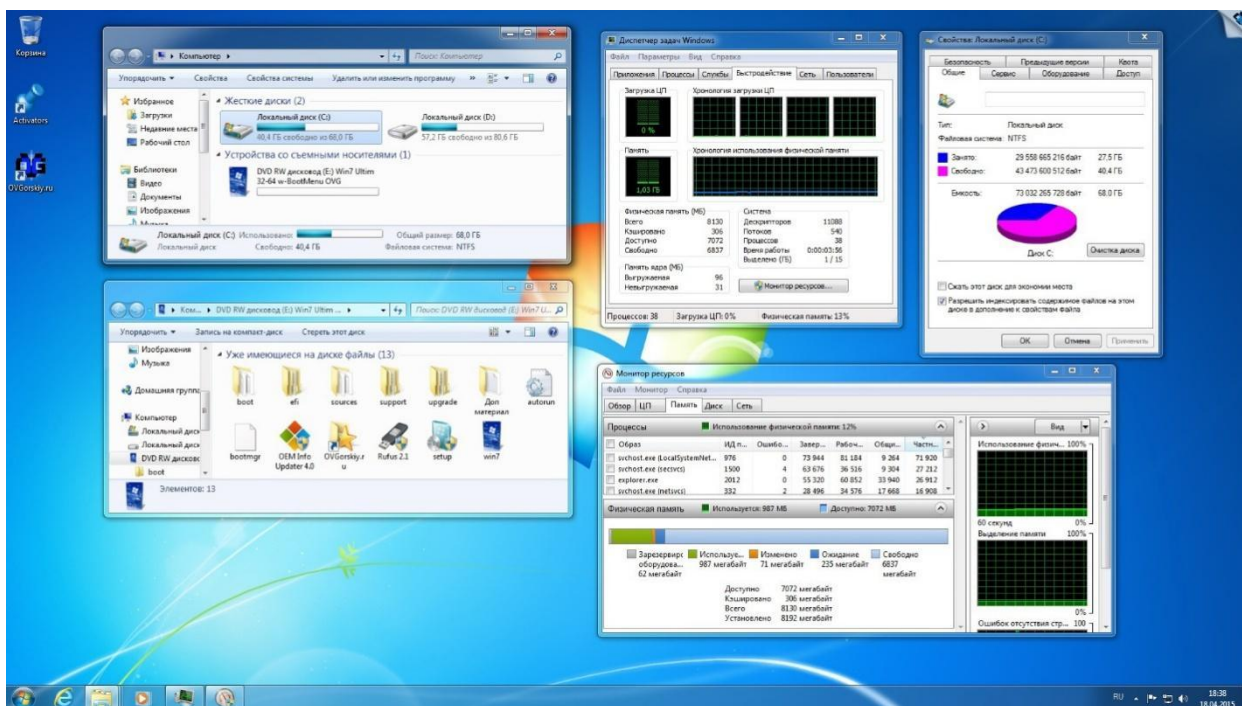 Корзина
Activators
OVGorskiy.ru
Компьютер
Поиск: Компьютер
Упорядочить Свойства Свойства системы Удалить или изменить программу »
Избранное
Загрузки
Недавние места
Рабочий стол
Библиотеки
Видео
Документы
Изображения
Музыка
Жесткие диски (2)
Локальный диск (C:)
40,4 ГБ свободно из 68,0 ГБ
Локальный диск (D:)
57,2 ГБ свободно из 80,6 ГБ
Устройства со съемными носителями (1)
DVD RW дисковод (E:) Win7 Ultim
32-64 w-BootMenu OVG
Локальный диск (C:) Использовано: Общий размер: 68,0 ГБ
Локальный диск Свободно: 40,4 ГБ Файловая система: NTFS
Ком... DVD RW дисковод (E:) Win7 Ultim ...
Поиск: DVD RW дисковод (E:) Win7 U...
Упорядочить Запись на компакт-диск Стереть этот диск
Изображения
Музыка
Домашняя группа
Компьютер
Локальный диск
Локальный диск
DVD RW дисковод
boot
Уже имеющиеся на диске файлы (13)
boot efi sources support upgrade Доп материал autorun
bootmgr OEM Info Updater 4.0 OVGorskiy.ru Rufus 2.1 setup win7
Элементов: 13
Диспетчер задач Windows
Файл Параметры Вид Справка
Приложения Процессы Службы Быстродействие Сеть Пользователи
Загрузка ЦП Хронология загрузки ЦП
0 %
Память Хронология использования физической памяти
1,03 ГБ
Физическая память (МБ)
Всего 8130
Кэшировано 306
Доступно 7072
Свободно 6837
Память ядра (МБ)
Выгружаемая 96
Невыгружаемая 31
Система
Дескрипторов 11088
Потоков 540
Процессов 38
Время работы 0:00:03:56
Выделено (ГБ) 1 / 15
Монитор ресурсов...
Процессов: 38 Загрузка ЦП: 0% Физическая память: 13%
Свойства: Локальный диск (C:)
Безопасность Предыдущие версии Квота
Общие Сервис Оборудование Доступ
Тип: Локальный диск
Файловая система: NTFS
Занято: 29 558 665 216 байт 27,5 ГБ
Свободно: 43 473 600 512 байт 40,4 ГБ
Емкость: 73 032 265 728 байт 68,0 ГБ
Диск C:
Очистка диска
Сжать этот диск для экономии места
Разрешить индексировать содержимое файлов на этом
диске в дополнение к свойствам файла
OK Отмена Применить
Монитор ресурсов
Файл Монитор Справка
Обзор ЦП Память Диск Сеть
Процессы Использование физической памяти: 12%
Образ ИД п... Ошибо... Завер... Рабоч... Общи... Частн...
svchost.exe (LocalSystemNet... 976 0 73 944 81 184 9 264 71 920
svchost.exe (secsvcs) 1500 4 63 676 36 516 9 304 27 212
explorer.exe 2012 0 55 320 60 852 33 940 26 912
svchost.exe (netsvcs) 332 2 28 496 34 576 17 668 16 908
Физическая память Используется: 987 МБ Доступно: 7072 МБ
Зарезервирс
оборудова...
62 мегабайт
Используе...
987 мегабайт
Изменено
71 мегабайт
Ожидание
235 мегабайт
Свободно
6837
мегабайт
Доступно 7072 мегабайт
Кэшировано 306 мегабайт
Всего 8130 мегабайт
Установлено 8192 мегабайт
Вид
Использование физич... 100%
60 секунд 0%
Выделение памяти 100%
0%
Ошибок отсутствия стр... 100
RU
18:38
18.04.2015